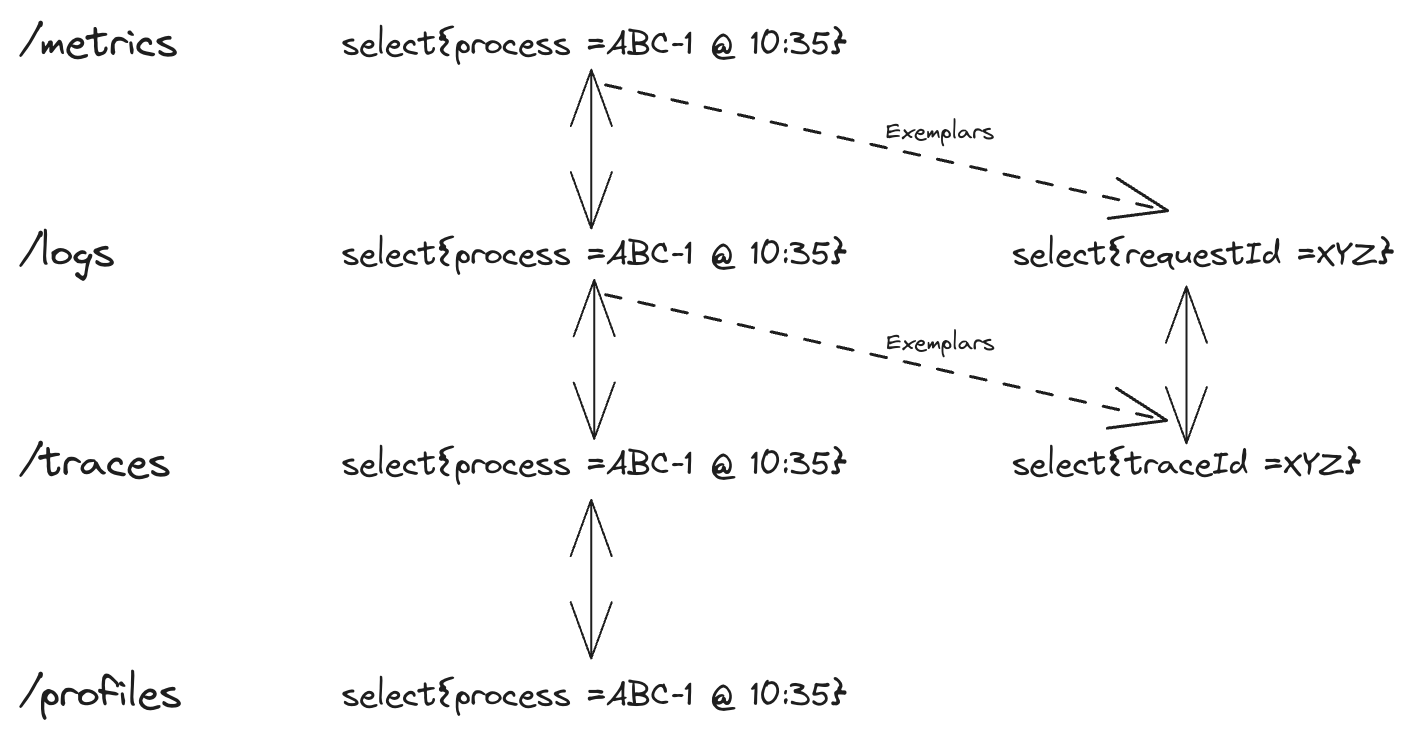 /metrics select{process =ABC-1 @ 10:35}
Exemplars
/logs select{process =ABC-1 @ 10:35} select{requestId =XYZ}
Exemplars
/traces select{process =ABC-1 @ 10:35} select{traceId =XYZ}
/profiles select{process =ABC-1 @ 10:35}